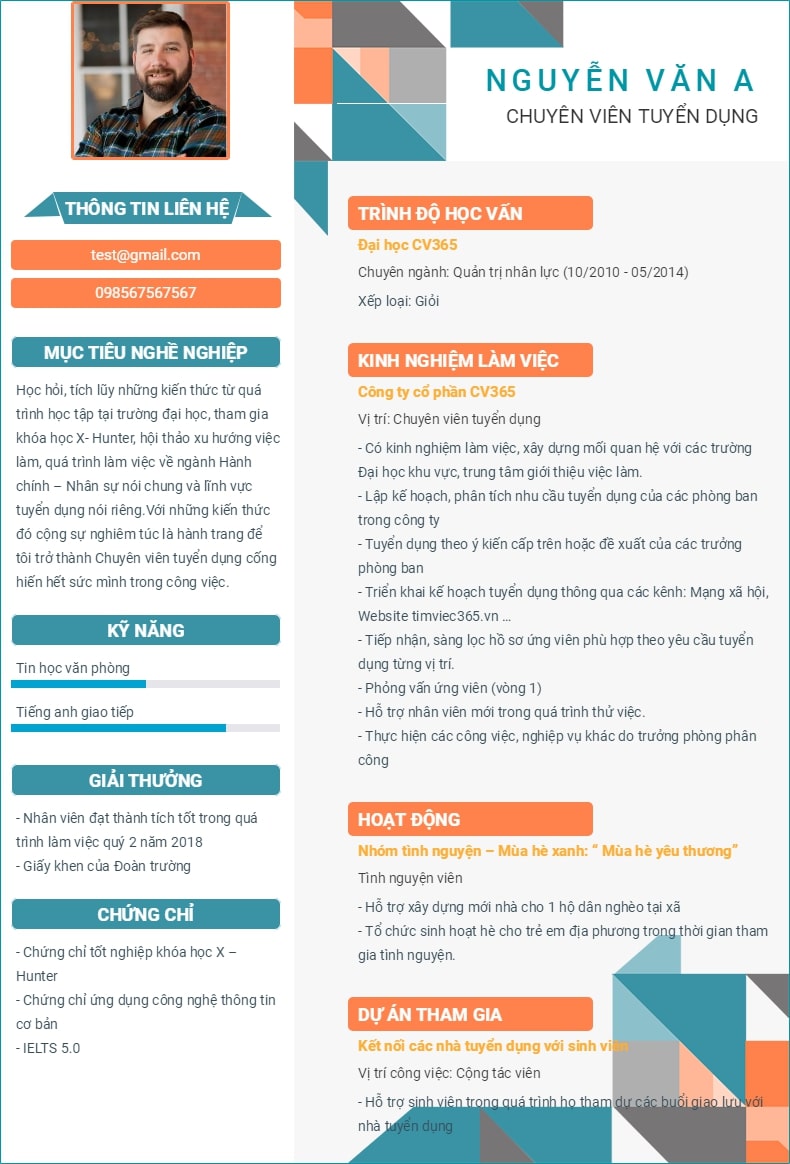 NGUYỄN VĂN A
CHUYÊN VIÊN TUYỂN DỤNG
THÔNG TIN LIÊN HỆ
test@gmail.com
098567567567
MỤC TIÊU NGHỀ NGHIỆP
Học hỏi, tích lũy những kiến thức từ quá
trình học tập tại trường đại học, tham gia
khóa học X- Hunter, hội thảo xu hướng việc
làm, quá trình làm việc về ngành Hành
chính – Nhân sự nói chung và lĩnh vực
tuyển dụng nói riêng.Với những kiến thức
đó cộng sự nghiêm túc là hành trang để
tôi trở thành Chuyên viên tuyển dụng cống
hiến hết sức mình trong công việc.
KỸ NĂNG
Tin học văn phòng
Tiếng anh giao tiếp
GIẢI THƯỞNG
- Nhân viên đạt thành tích tốt trong quá
trình làm việc quý 2 năm 2018
- Giấy khen của Đoàn trường
CHỨNG CHỈ
- Chứng chỉ tốt nghiệp khóa học X –
Hunter
- Chứng chỉ ứng dụng công nghệ thông tin
cơ bản
- IELTS 5.0
TRÌNH ĐỘ HỌC VẤN
Đại học CV365
Chuyên ngành: Quản trị nhân lực (10/2010 - 05/2014)
Xếp loại: Giỏi
KINH NGHIỆM LÀM VIỆC
Công ty cổ phần CV365
Vị trí: Chuyên viên tuyển dụng
- Có kinh nghiệm làm việc, xây dựng mối quan hệ với các trường
Đại học khu vực, trung tâm giới thiệu việc làm.
- Lập kế hoạch, phân tích nhu cầu tuyển dụng của các phòng ban
trong công ty
- Tuyển dụng theo ý kiến cấp trên hoặc đề xuất của các trưởng
phòng ban
- Triển khai kế hoạch tuyển dụng thông qua các kênh: Mạng xã hội,
Website timviec365.vn ...
- Tiếp nhận, sàng lọc hồ sơ ứng viên phù hợp theo yêu cầu tuyển
dụng từng vị trí.
- Phỏng vấn ứng viên (vòng 1)
- Hỗ trợ nhân viên mới trong quá trình thử việc.
- Thực hiện các công việc, nghiệp vụ khác do trưởng phòng phân
công
HOẠT ĐỘNG
Nhóm tình nguyện – Mùa hè xanh: “ Mùa hè yêu thương”
Tình nguyện viên
- Hỗ trợ xây dựng mới nhà cho 1 hộ dân nghèo tại xã
- Tổ chức sinh hoạt hè cho trẻ em địa phương trong thời gian tham
gia tình nguyện.
DỰ ÁN THAM GIA
Kết nối các nhà tuyển dụng với sinh viên
Vị trí công việc: Cộng tác viên
- Hỗ trợ sinh viên trong quá trình họ tham dự các buổi giao lưu với
nhà tuyển dụng